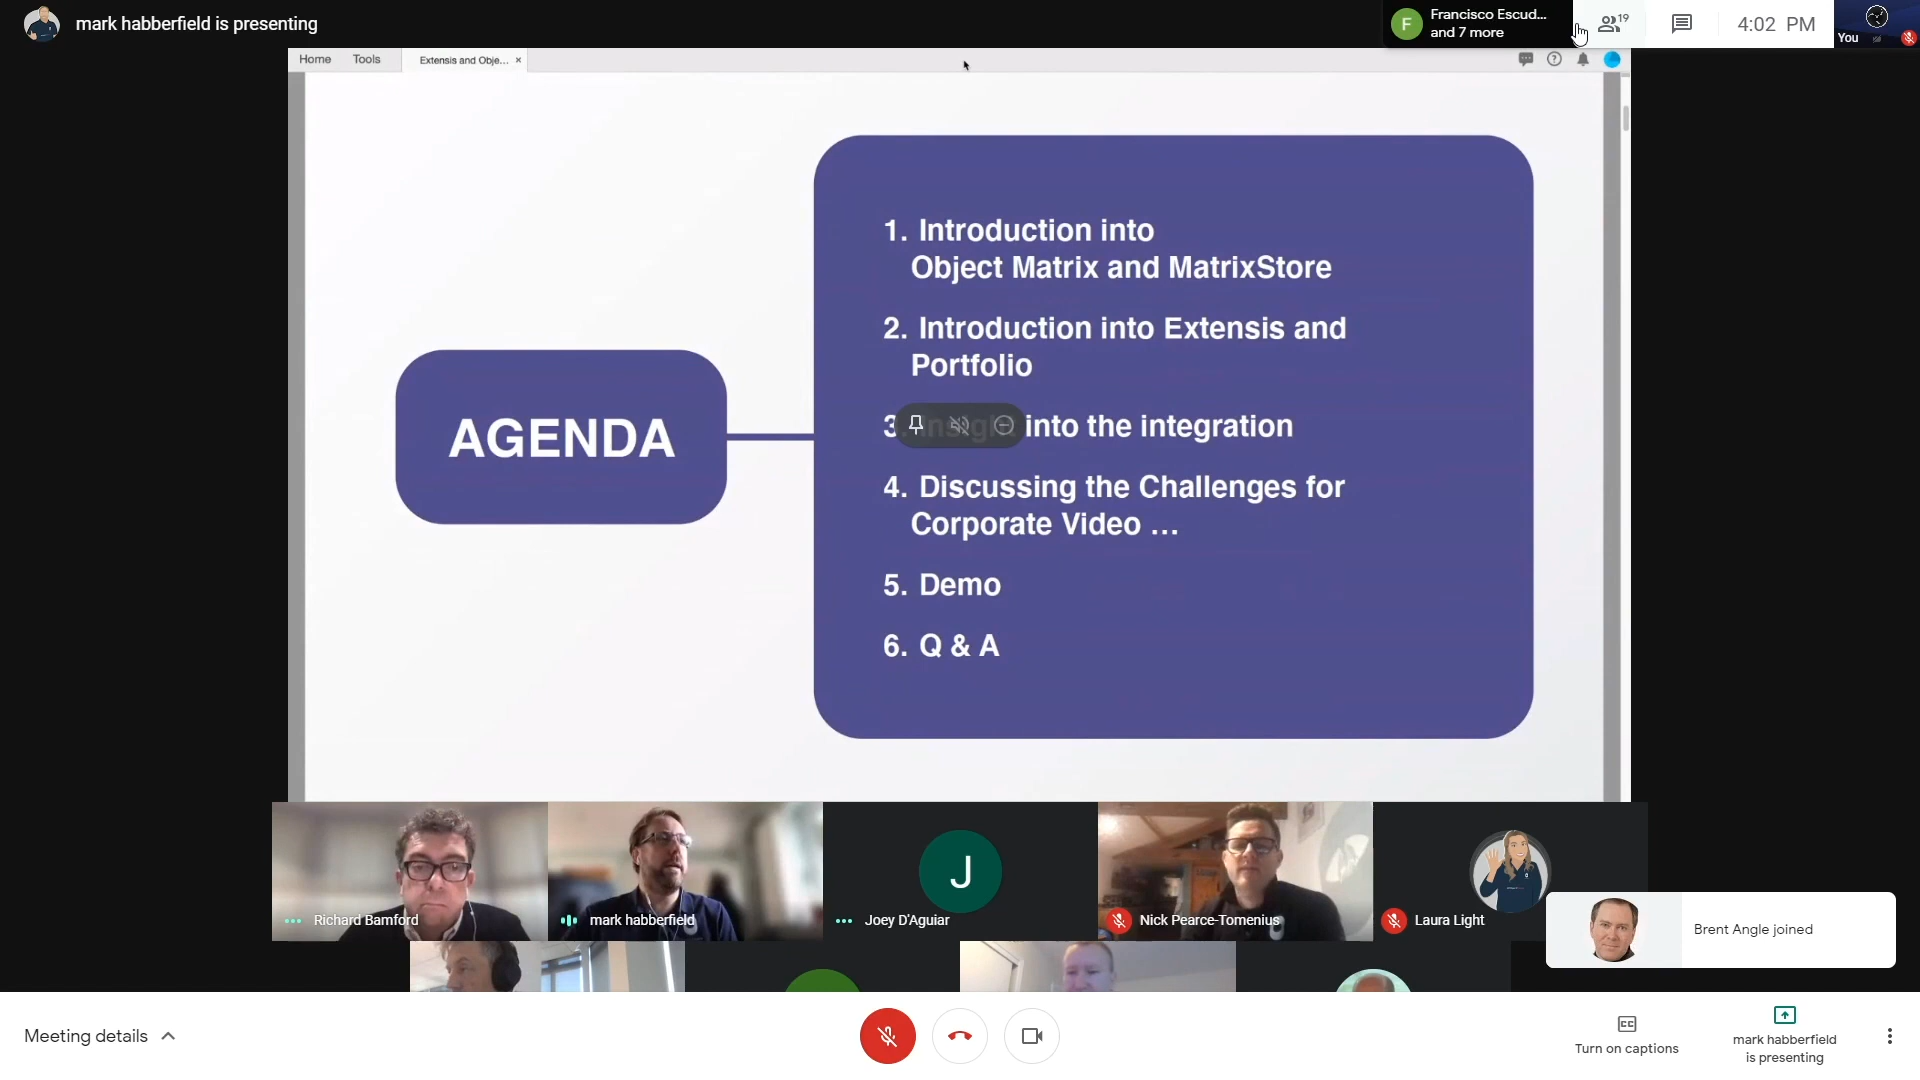 mark habberfield is presenting
F
Francisco Escud...
and 7 more
19
4:02 PM
You
Home
Tools
Extensis and Obje...
AGENDA
1. Introduction into
Object Matrix and MatrixStore
2. Introduction into Extensis and
Portfolio
3. Insight into the integration
4. Discussing the Challenges for
Corporate Video ...
5. Demo
6. Q & A
Richard Bamford
mark habberfield
J
Joey D'Aguiar
Nick Pearce-Tomenius
Laura Light
Brent Angle joined
Meeting details
CC
Turn on captions
mark habberfield
is presenting